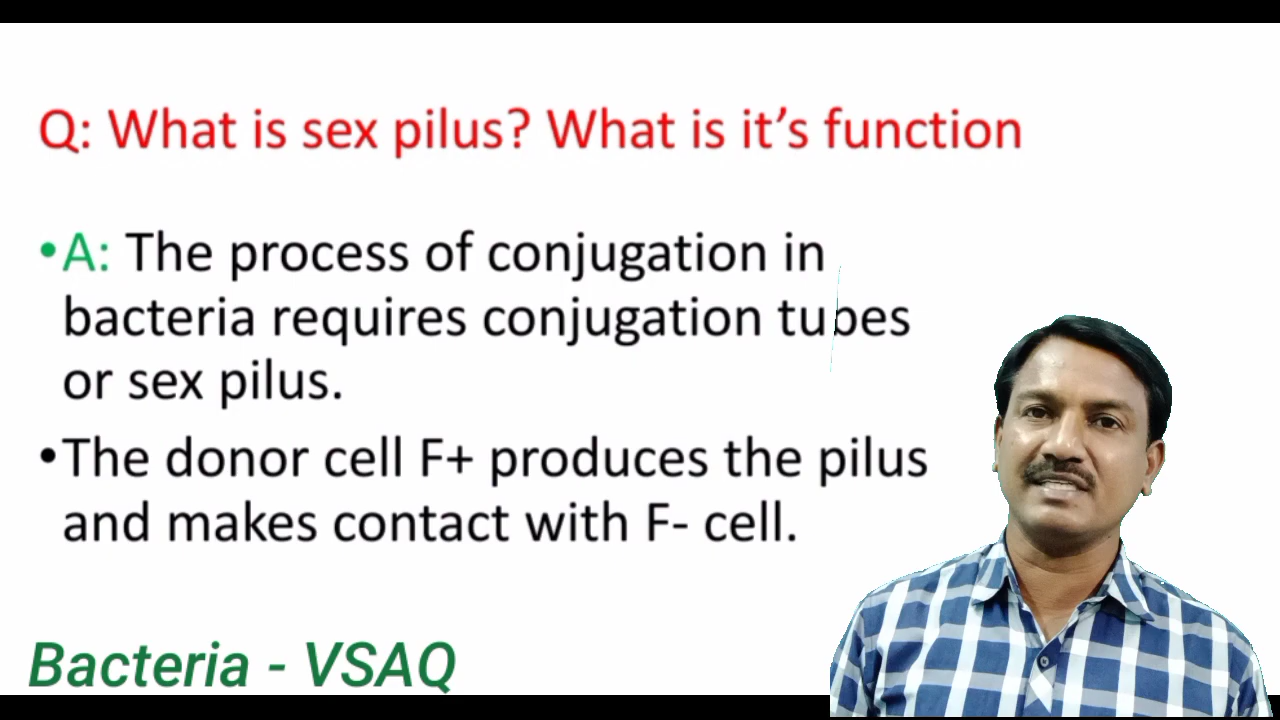 Q: What is sex pilus? What is it’s function
•A: The process of conjugation in
bacteria requires conjugation tubes
or sex pilus.
•The donor cell F+ produces the pilus
and makes contact with F- cell.
Bacteria - VSAQ